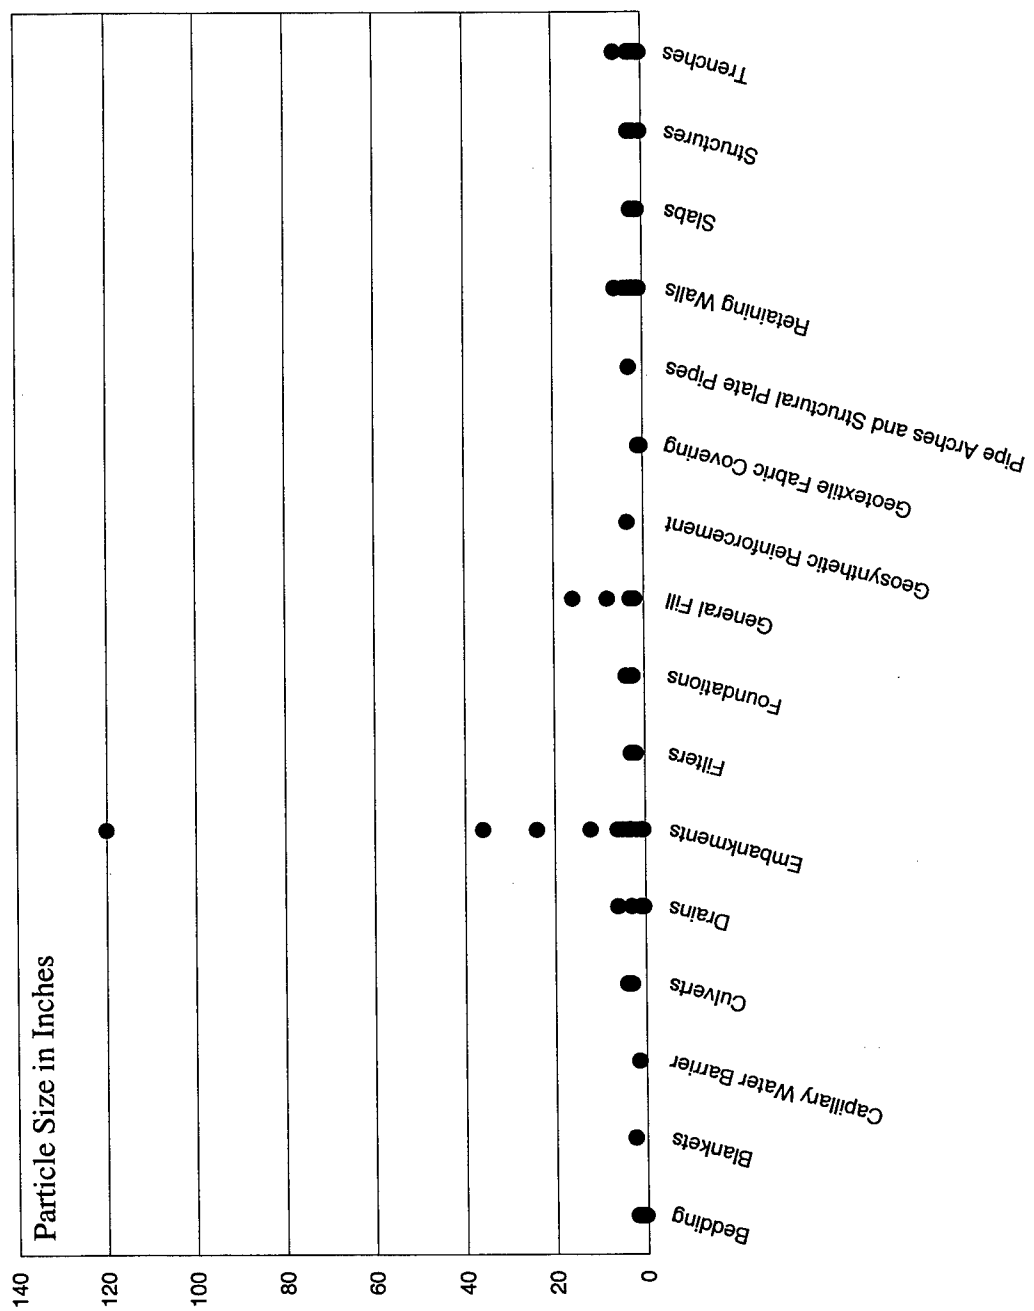 Particle Size in Inches
140
120
100
80
60
40
20
0
Bedding
Blankets
Capillary Water Barrier
Culverts
Drains
Embankments
Filters
Foundations
General Fill
Geosynthetic Reinforcement
Geotextile Fabric Covering
Pipe Arches and Structural Plate Pipes
Retaining Walls
Slabs
Structures
Trenches